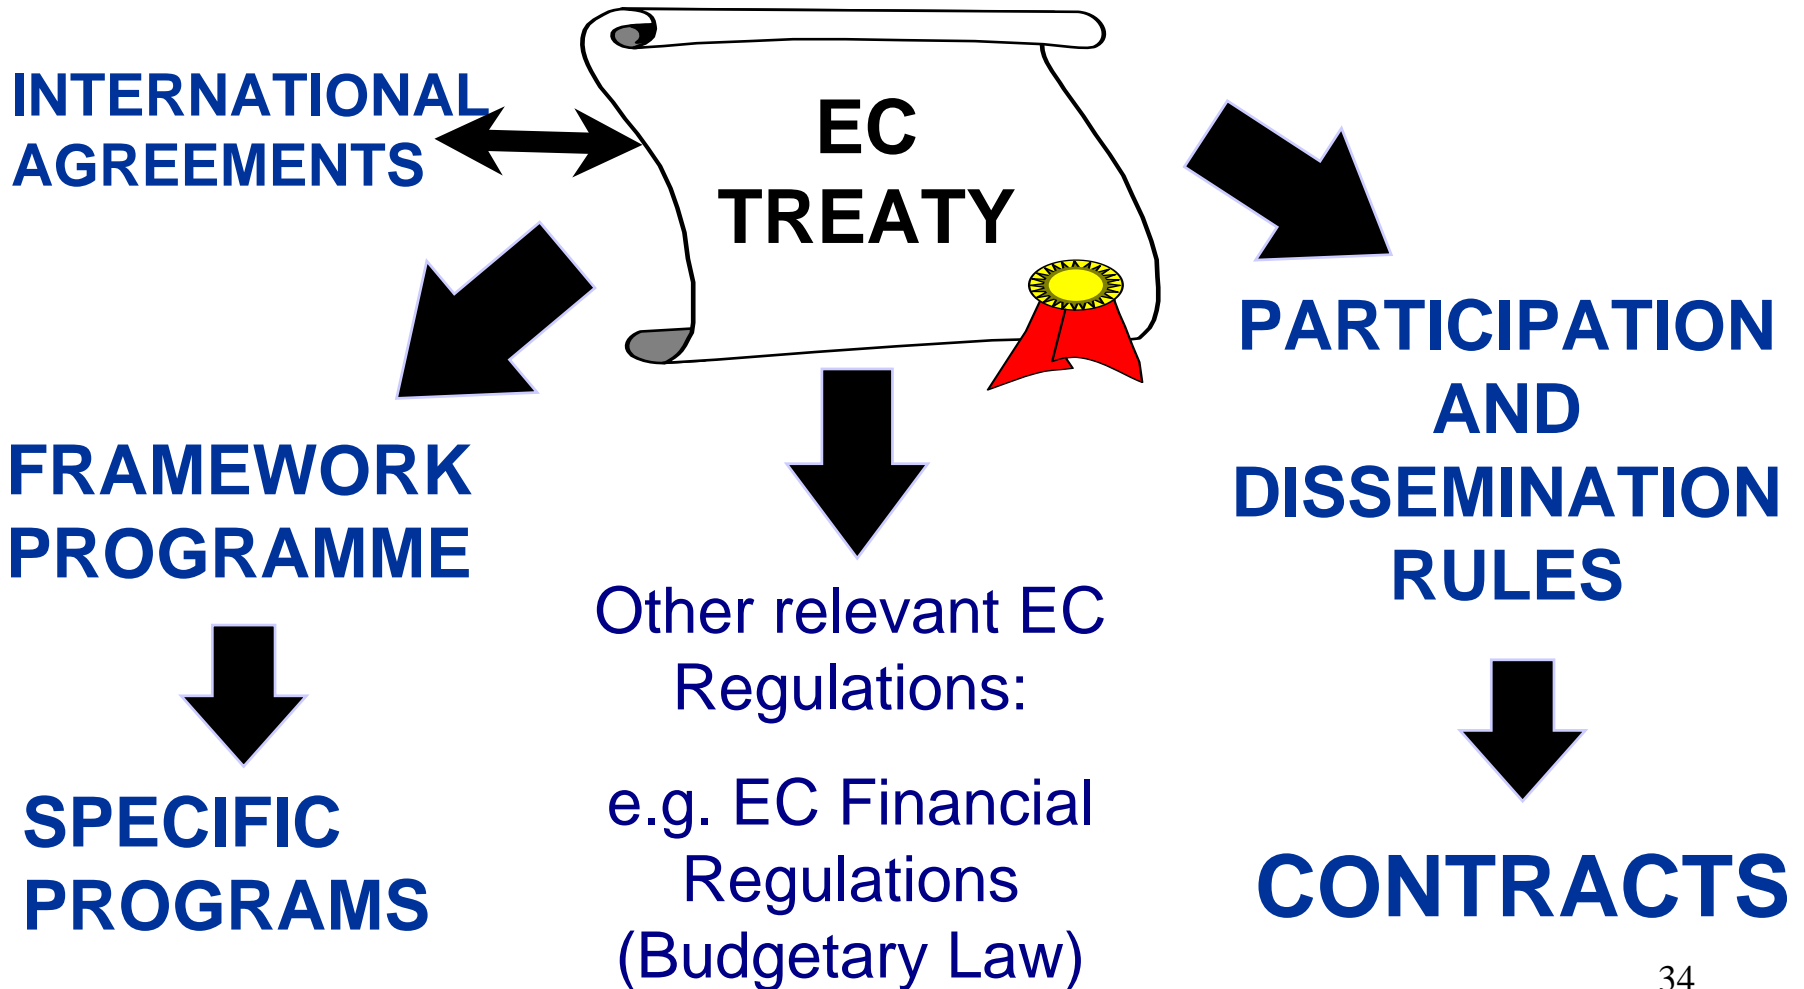 INTERNATIONAL
AGREEMENTS
EC
TREATY
FRAMEWORK
PROGRAMME
SPECIFIC
PROGRAMS
Other relevant EC
Regulations:
e.g. EC Financial
Regulations
(Budgetary Law)
PARTICIPATION
AND
DISSEMINATION
RULES
CONTRACTS
34